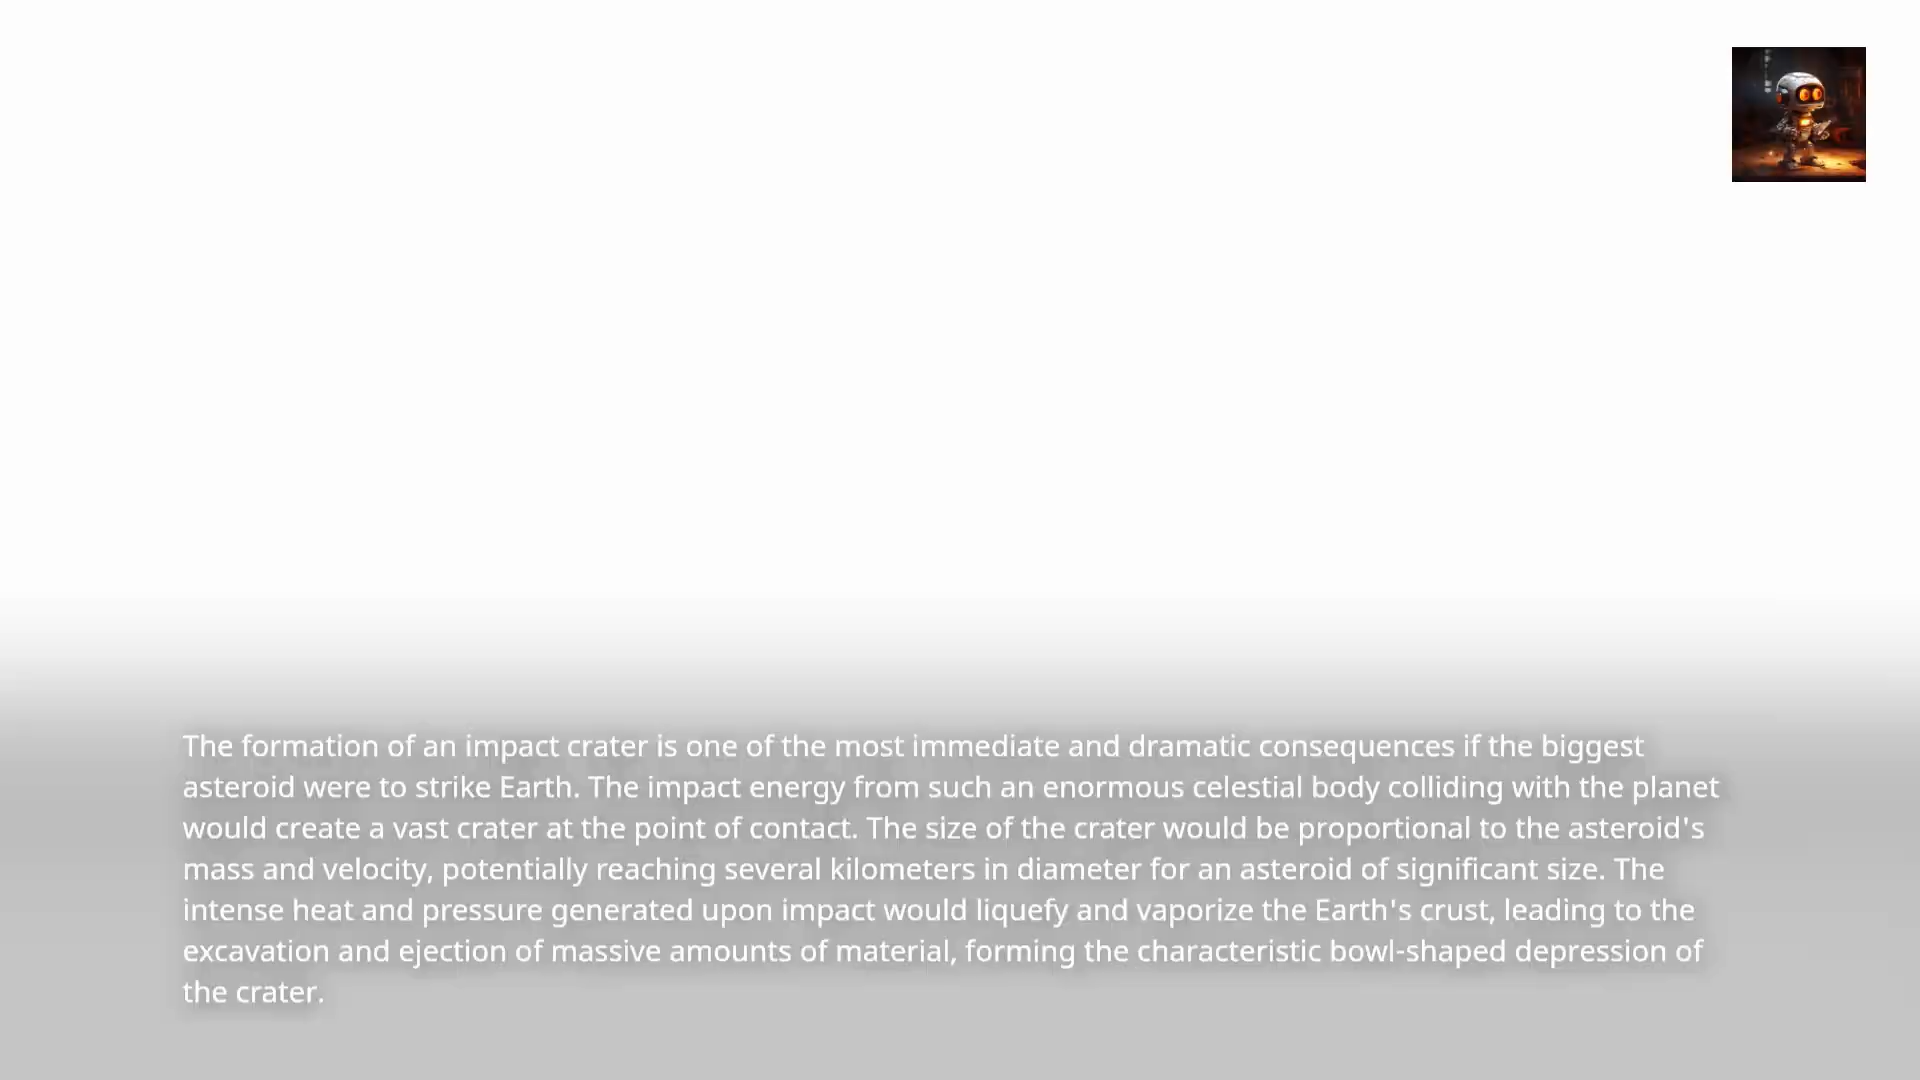 The formation of an impact crater is one of the most immediate and dramatic consequences if the biggest
asteroid were to strike Earth. The impact energy from such an enormous celestial body colliding with the planet
would create a vast crater at the point of contact. The size of the crater would be proportional to the asteroid's
mass and velocity, potentially reaching several kilometers in diameter for an asteroid of significant size. The
intense heat and pressure generated upon impact would liquefy and vaporize the Earth's crust, leading to the
excavation and ejection of massive amounts of material, forming the characteristic bowl-shaped depression of
the crater.